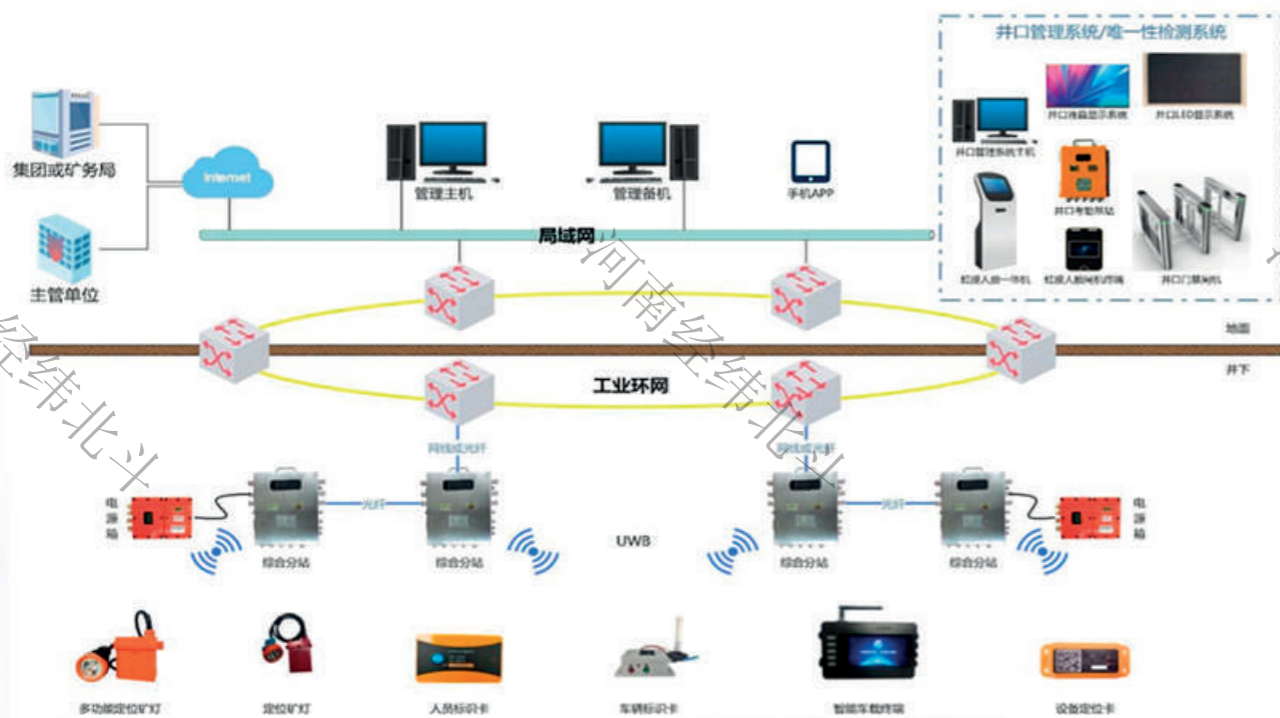 井口管理系统/唯一性检测系统
井口液晶显示系统
井口LED显示系统
井口管理系统主机
井口考勤基站
虹膜人脸一体机
虹膜人脸闸机终端
井口门禁闸机
集团或矿务局
Internet
管理主机
管理备机
手机APP
主管单位
局域网
地面
工业环网
井下
网线或光纤
网线或光纤
电源箱
光纤
光纤
电源箱
UWB
综合分站
综合分站
综合分站
综合分站
多功能定位矿灯
定位矿灯
人员标识卡
车辆标识卡
智能车载终端
设备定位卡
河南经纬北斗
经纬北斗